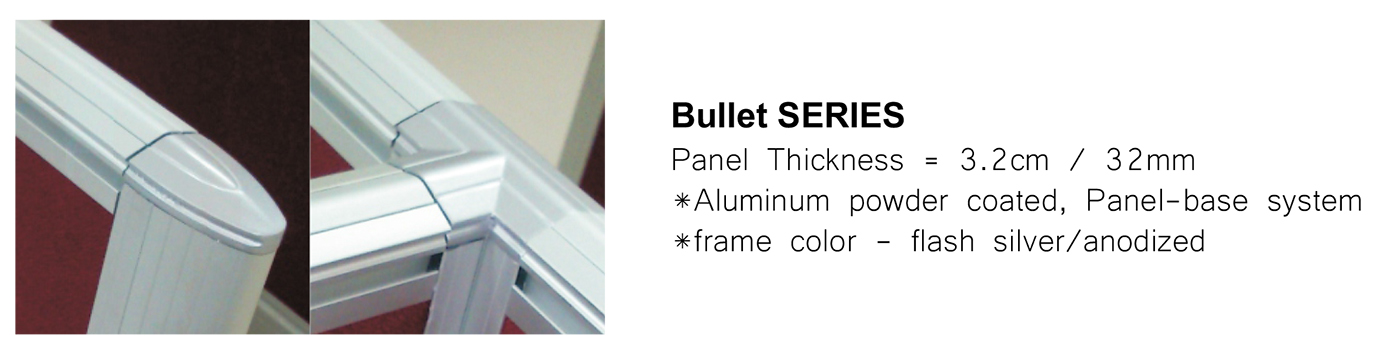 Bullet SERIES
Panel Thickness = 3.2cm / 32mm
*Aluminum powder coated, Panel-base system
*frame color - flash silver/anodized